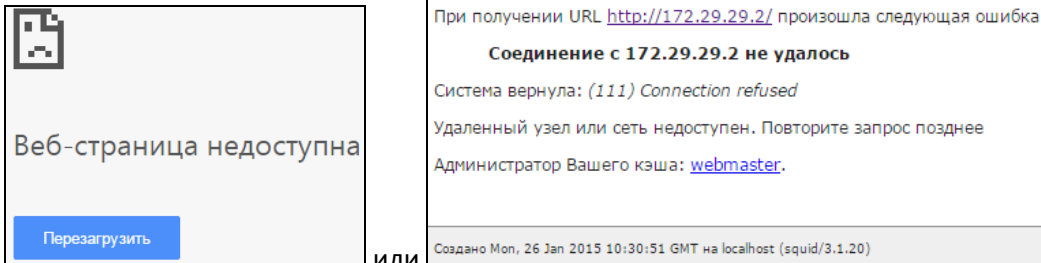 Веб-страница недоступна
Перезагрузить
или
При получении URL http://172.29.29.2/ произошла следующая ошибка
Соединение с 172.29.29.2 не удалось
Система вернула: (111) Connection refused
Удаленный узел или сеть недоступен. Повторите запрос позднее
Администратор Вашего кэша: webmaster.
Создано Mon, 26 Jan 2015 10:30:51 GMT на localhost (squid/3.1.20)